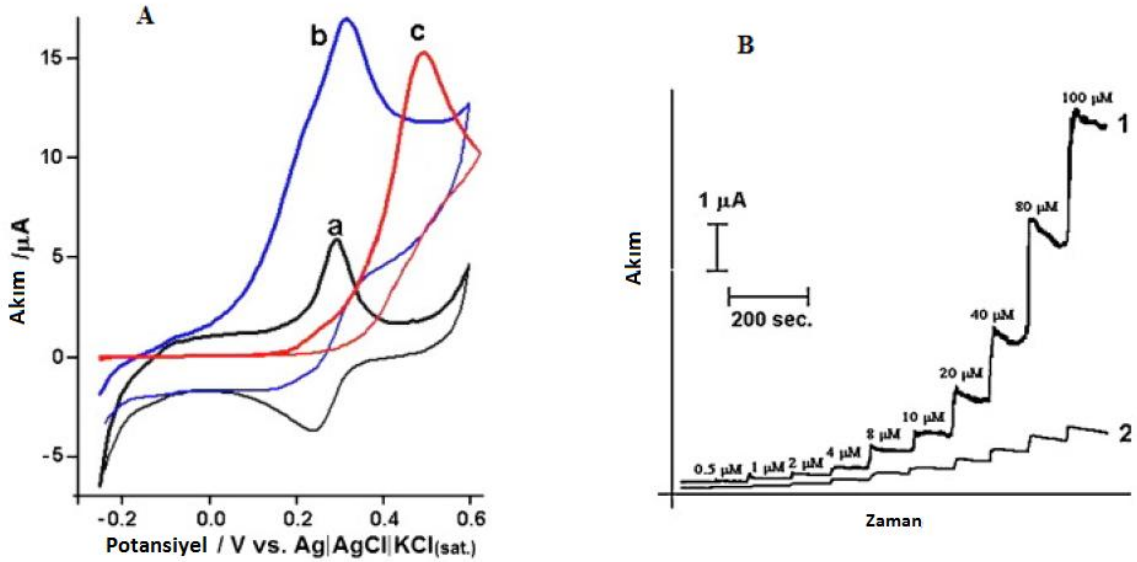 A
b
c
a
15
10
5
0
-5
Akım /µA
-0.2 0.0 0.2 0.4 0.6
Potansiyel / V vs. Ag|AgCl||KCl(sat.)
B
100 µM
1
80 µM
1 µA
200 sec.
40 µM
20 µM
10 µM
8 µM
4 µM
2 µM
1 µM
0.5 µM
2
Akım
Zaman